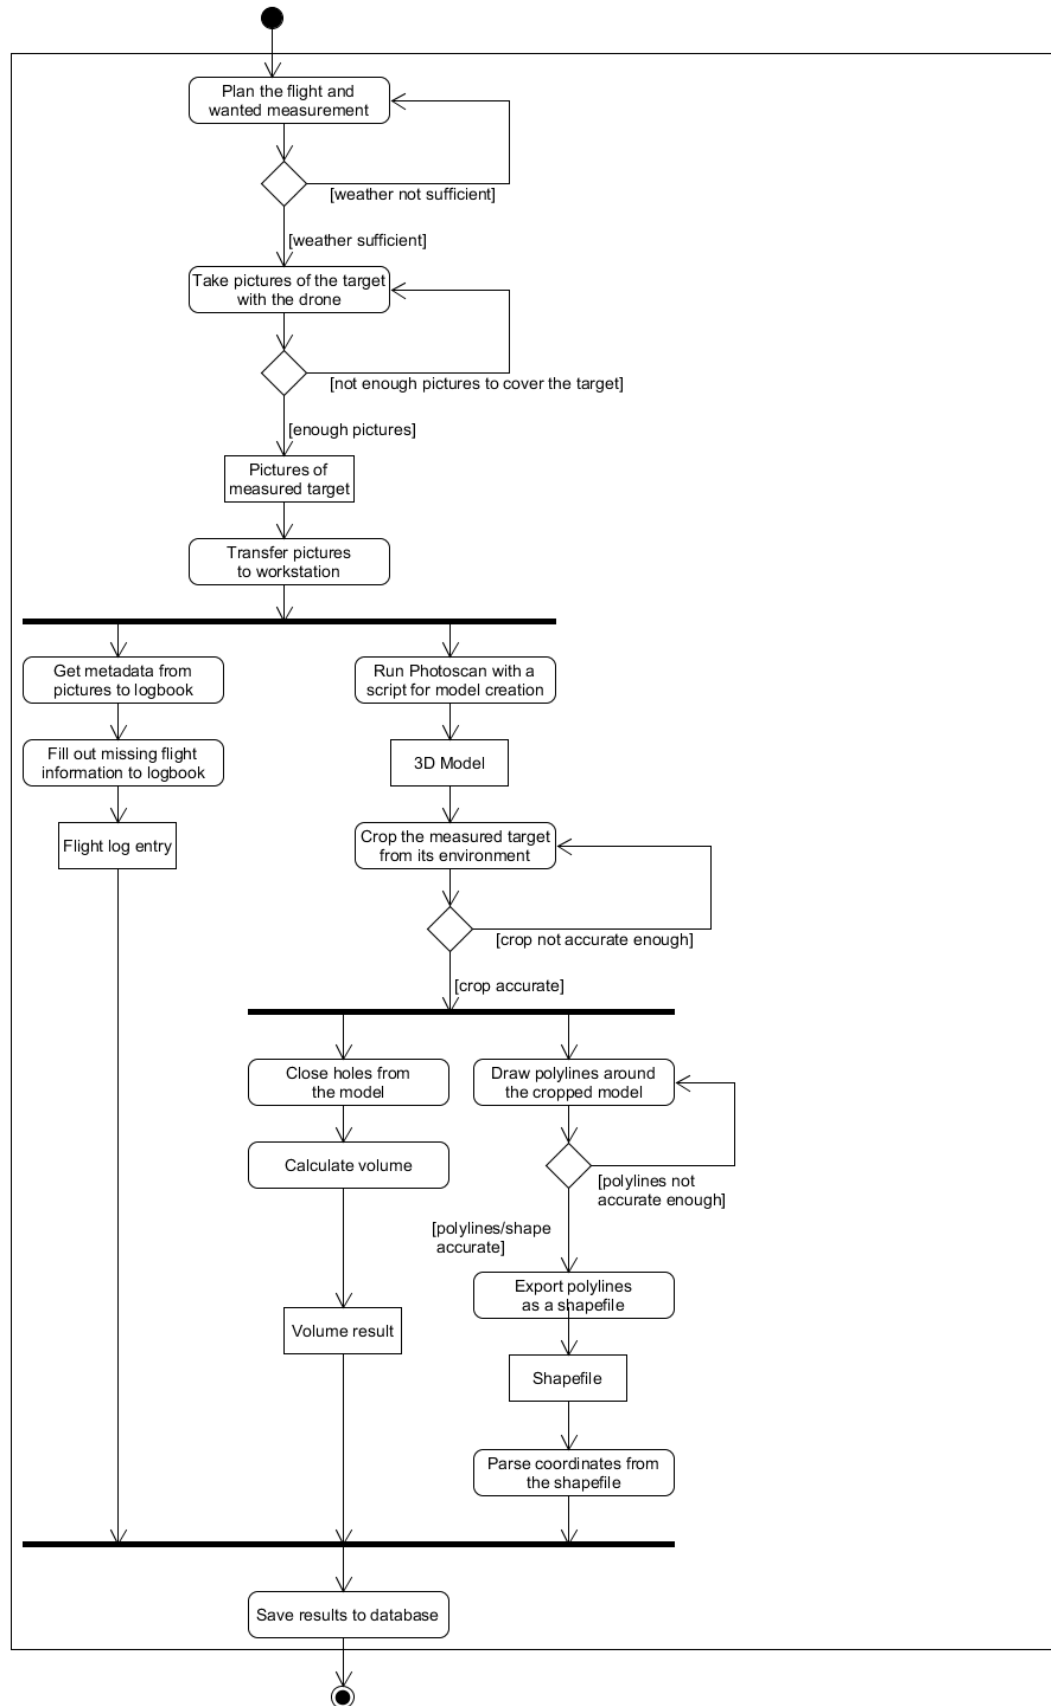 Plan the flight and
wanted measurement
[weather not sufficient]
[weather sufficient]
Take pictures of the target
with the drone
[not enough pictures to cover the target]
[enough pictures]
Pictures of
measured target
Transfer pictures
to workstation
Get metadata from
pictures to logbook
Run Photoscan with a
script for model creation
Fill out missing flight
information to logbook
3D Model
Flight log entry
Crop the measured target
from its environment
[crop not accurate enough]
[crop accurate]
Close holes from
the model
Draw polylines around
the cropped model
Calculate volume
[polylines not
accurate enough]
[polylines/shape
accurate]
Export polylines
as a shapefile
Volume result
Shapefile
Parse coordinates from
the shapefile
Save results to database